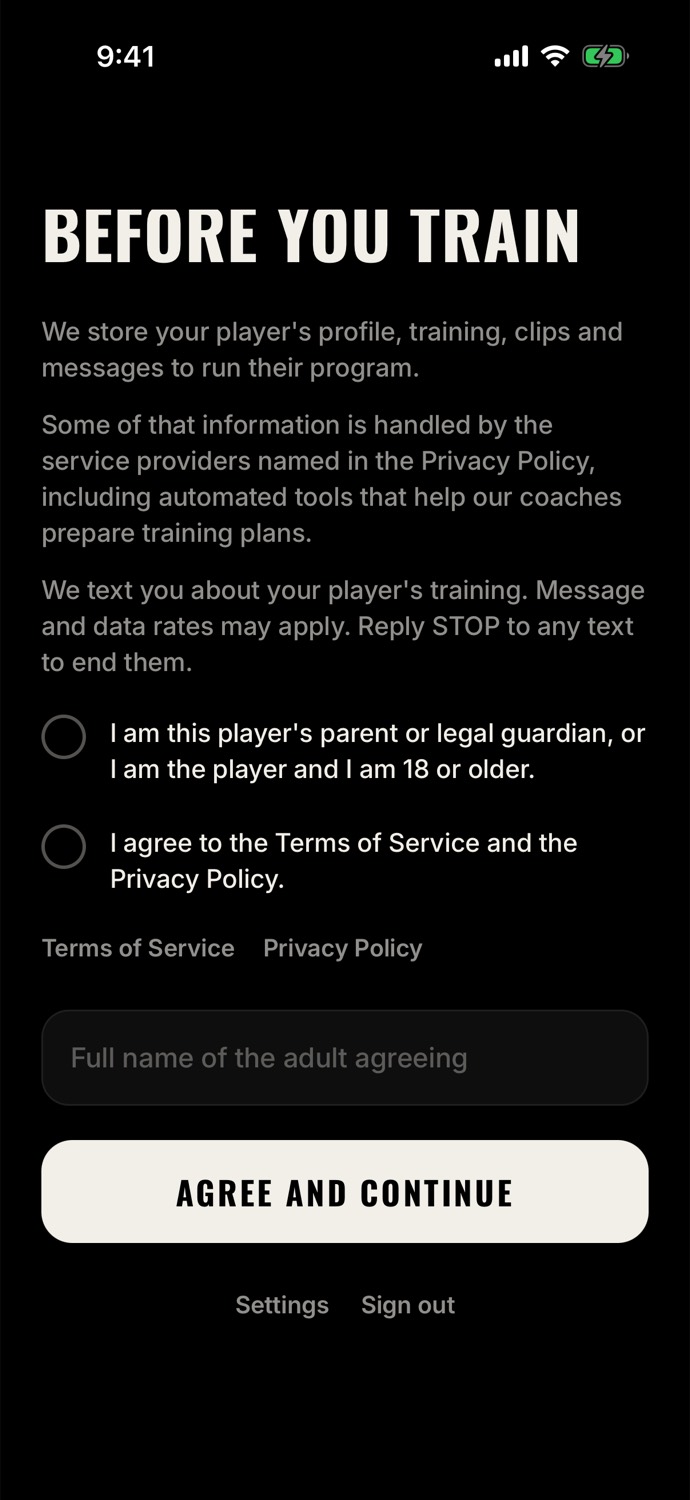 9:41
BEFORE YOU TRAIN
We store your player's profile, training, clips and
messages to run their program.
Some of that information is handled by the
service providers named in the Privacy Policy,
including automated tools that help our coaches
prepare training plans.
We text you about your player's training. Message
and data rates may apply. Reply STOP to any text
to end them.
I am this player's parent or legal guardian, or
I am the player and I am 18 or older.
I agree to the Terms of Service and the
Privacy Policy.
Terms of Service Privacy Policy
Full name of the adult agreeing
AGREE AND CONTINUE
Settings Sign out